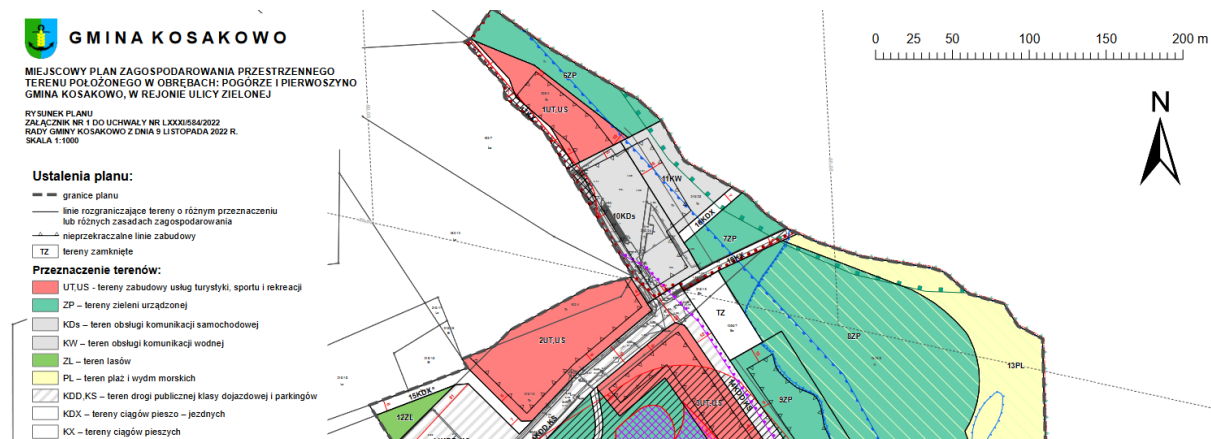 GMINA KOSAKOWO
MIEJSCOWY PLAN ZAGOSPODAROWANIA PRZESTRZENNEGO
TERENU POŁOŻONEGO W OBRĘBACH: POGÓRZE I PIERWOSZYNO
GMINA KOSAKOWO, W REJONIE ULICY ZIELONEJ
RYSUNEK PLANU
ZAŁĄCZNIK NR 1 DO UCHWAŁY NR LXXXI/584/2022
RADY GMINY KOSAKOWO Z DNIA 9 LISTOPADA 2022 R.
SKALA 1:1000
Ustalenia planu:
granice planu
linie rozgraniczające tereny o różnym przeznaczeniu
lub różnych zasadach zagospodarowania
nieprzekraczalne linie zabudowy
TZ tereny zamknięte
Przeznaczenie terenów:
UT,US - tereny zabudowy usług turystyki, sportu i rekreacji
ZP – tereny zieleni urządzonej
KDs – teren obsługi komunikacji samochodowej
KW – teren obsługi komunikacji wodnej
ZL – teren lasów
PL – teren plaż i wydm morskich
KDD,KS – teren drogi publicznej klasy dojazdowej i parkingów
KDX – tereny ciągów pieszo – jezdnych
KX – tereny ciągów pieszych
0 25 50 100 150 200 m
N
6ZP
1UT,US
11KW
10KDs
16KDX
7ZP
TZ
2UT,US
8ZP
13PL
15KDX*
9ZP
12ZL